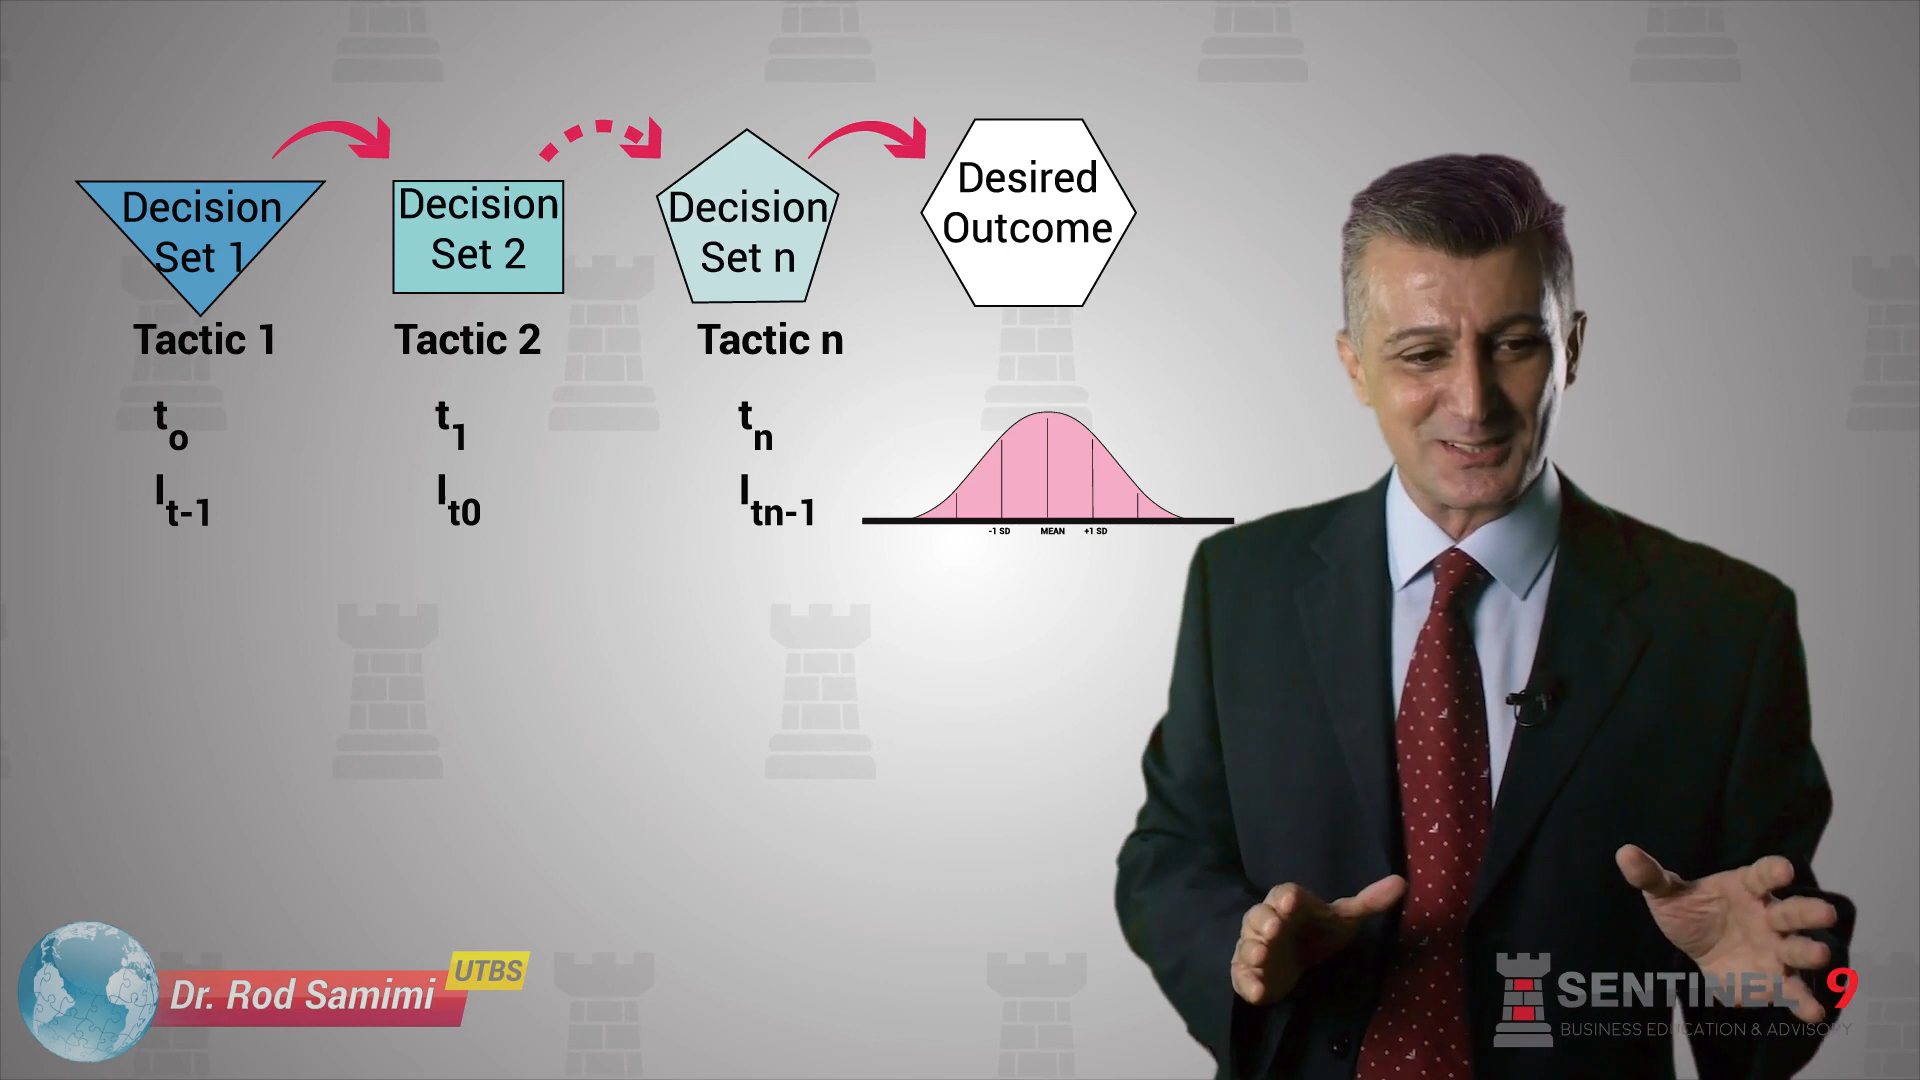 Decision
Set 1
Decision
Set 2
Decision
Set n
Desired
Outcome
Tactic 1
Tactic 2
Tactic n
to
t1
tn
It-1
It0
Itn-1
-1 SD
MEAN
+1 SD
Dr. Rod Samimi
UTBS
SENTINEL 9
BUSINESS EDUCATION & ADVISORY